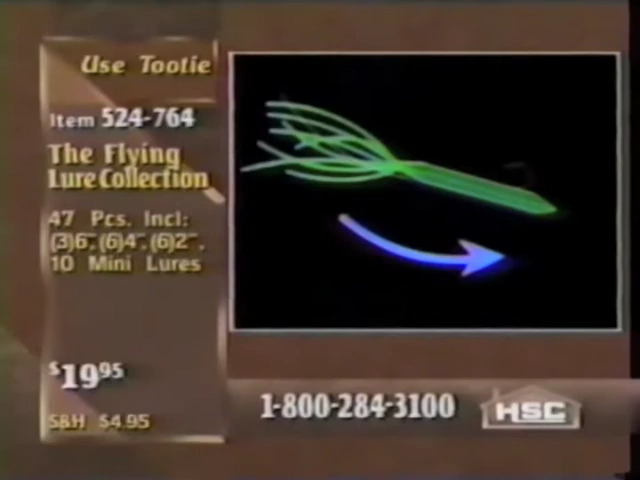 Use Tootie
Item 524-764
The Flying
Lure Collection
47 Pcs. Incl:
(3)6", (6)4", (6)2",
10 Mini Lures
$19.95
S&H $4.95
1-800-284-3100
HSC